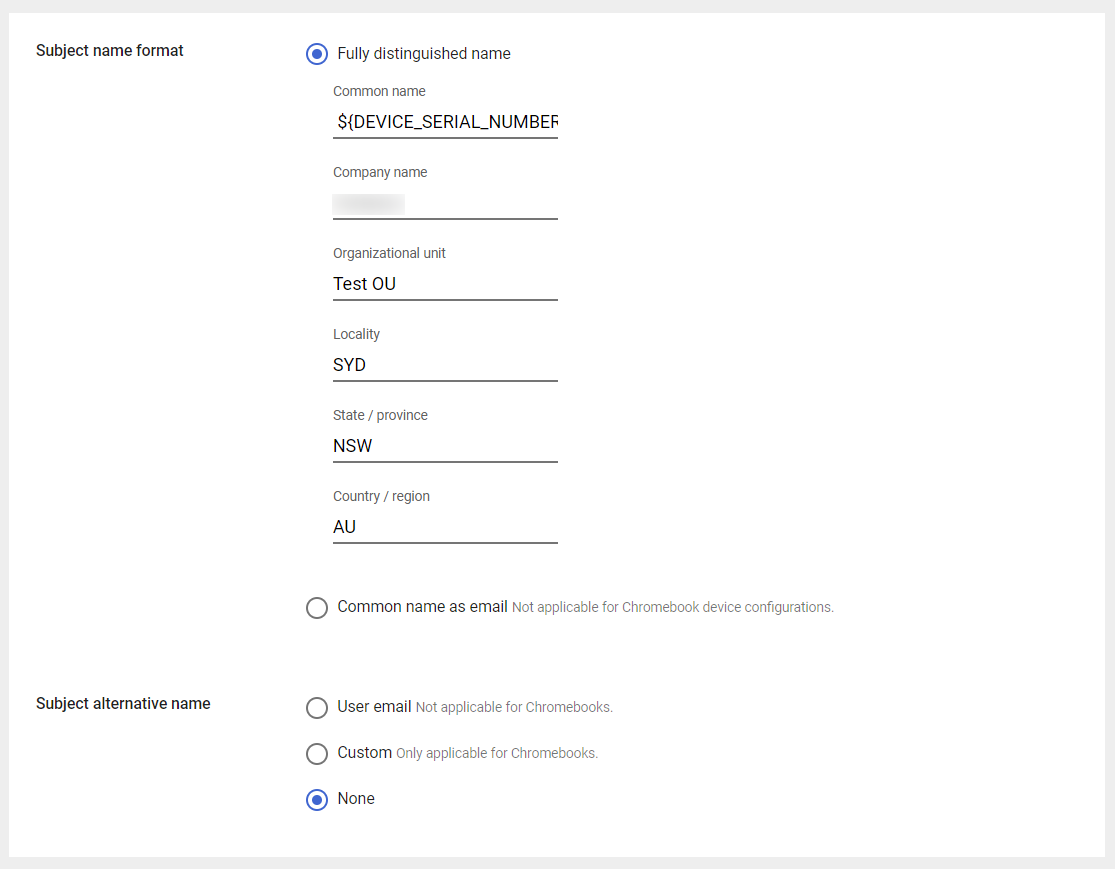 Subject name format
Fully distinguished name
Common name
${DEVICE_SERIAL_NUMBER
Company name
Organizational unit
Test OU
Locality
SYD
State / province
NSW
Country / region
AU
Common name as email Not applicable for Chromebook device configurations.
Subject alternative name
User email Not applicable for Chromebooks.
Custom Only applicable for Chromebooks.
None